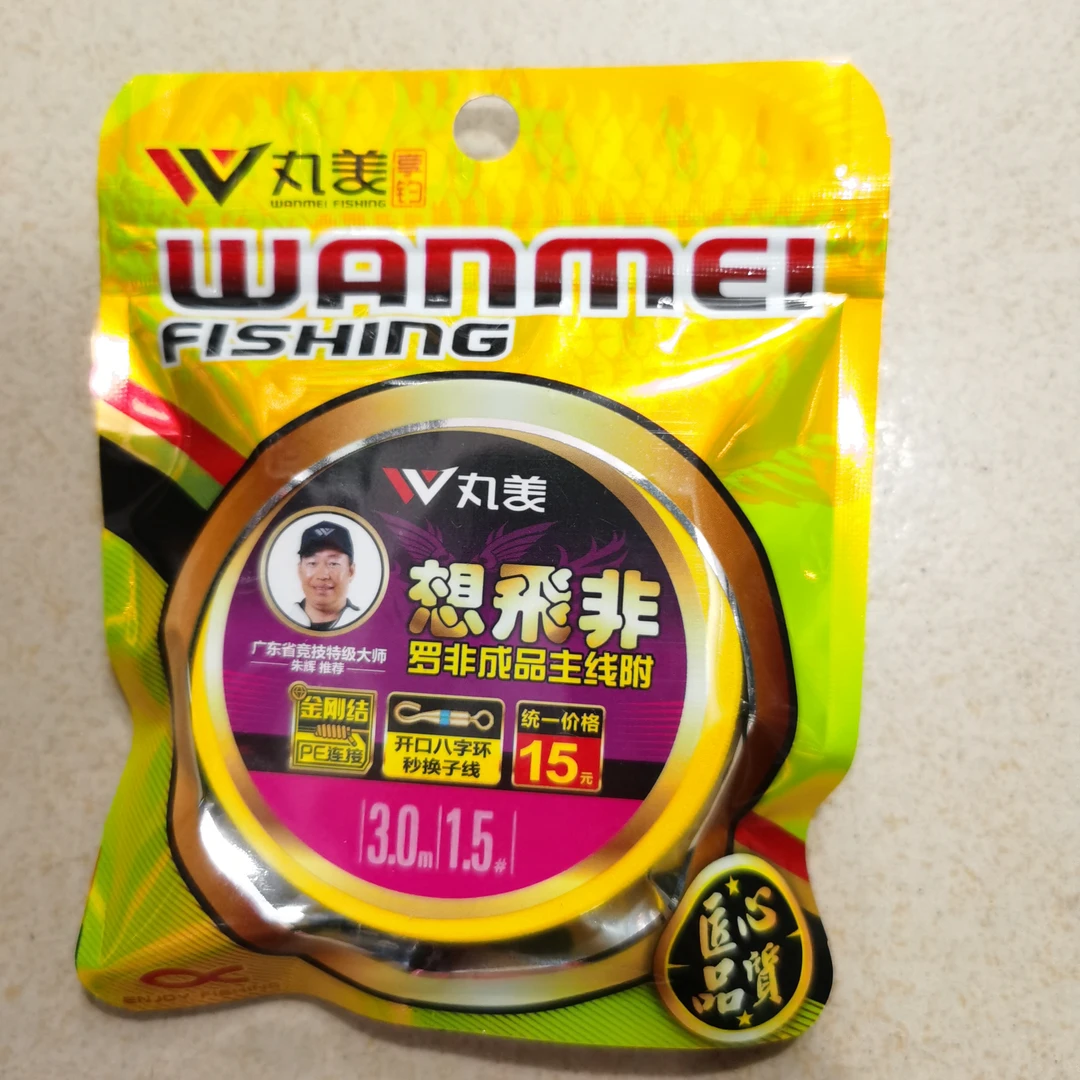 丸美
享钓
WANMEI FISHING
WANMEI
FISHING
丸美
想飛非
罗非成品主线附
广东省竞技特级大师
朱辉 推荐
金刚结
PE连接
开口八字环
秒换子线
统一价格
15元
3.0m 1.5#
匠心
品質
ENJOY FISHING